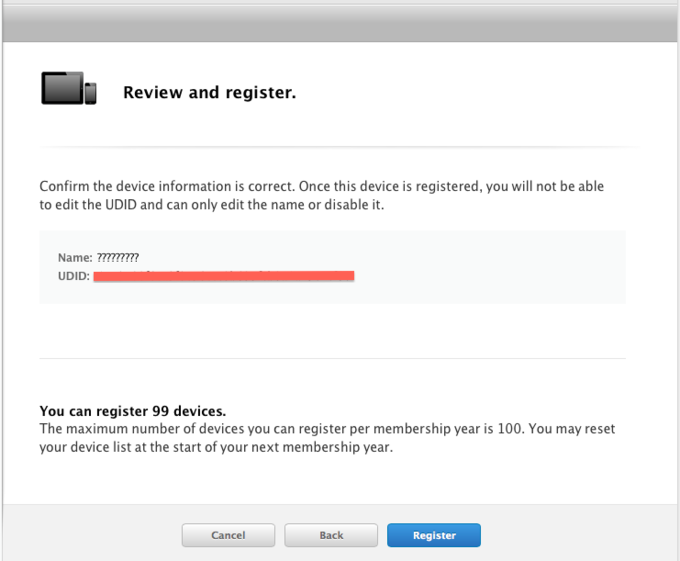 Review and register.
Confirm the device information is correct. Once this device is registered, you will not be able
to edit the UDID and can only edit the name or disable it.
Name: ?????????
UDID:
You can register 99 devices.
The maximum number of devices you can register per membership year is 100. You may reset
your device list at the start of your next membership year.
Cancel Back Register